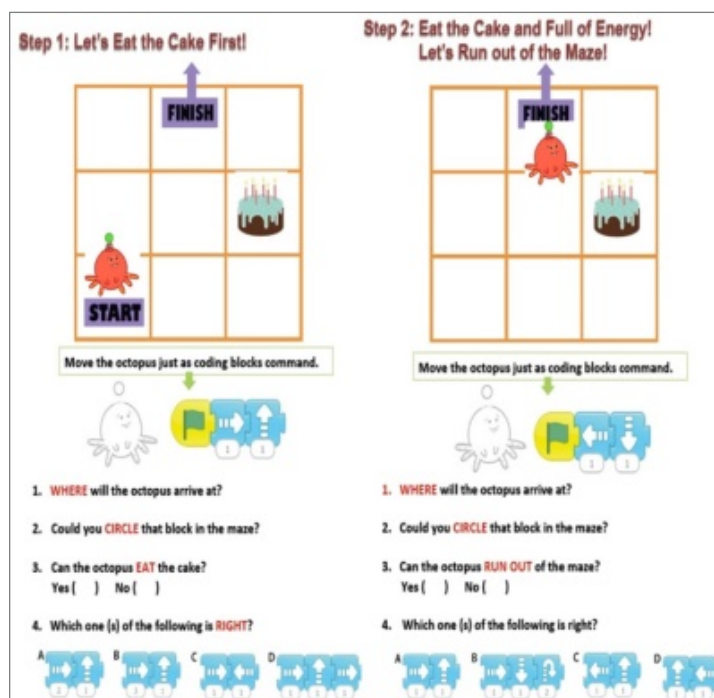 Step 1: Let's Eat the Cake First!
FINISH
START
Move the octopus just as coding blocks command.
1 1
1. WHERE will the octopus arrive at?
2. Could you CIRCLE that block in the maze?
3. Can the octopus EAT the cake?
Yes ( ) No ( )
4. Which one (s) of the following is RIGHT?
A B C D
Step 2: Eat the Cake and Full of Energy!
Let's Run out of the Maze!
FINISH
Move the octopus just as coding blocks command.
1 1
1. WHERE will the octopus arrive at?
2. Could you CIRCLE that block in the maze?
3. Can the octopus RUN OUT of the maze?
Yes ( ) No ( )
4. Which one (s) of the following is right?
A B C D